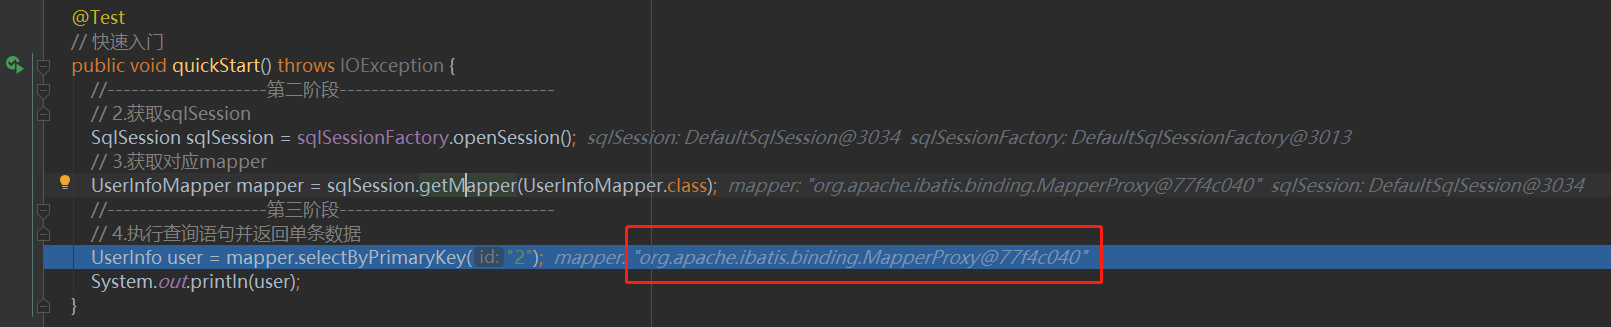 @Test
// 快速入门
public void quickStart() throws IOException {
//--------------------第二阶段---------------------------
// 2.获取sqlSession
SqlSession sqlSession = sqlSessionFactory.openSession(); sqlSession: DefaultSqlSession@3034 sqlSessionFactory: DefaultSqlSessionFactory@3013
// 3.获取对应mapper
UserInfoMapper mapper = sqlSession.getMapper(UserInfoMapper.class); mapper: "org.apache.ibatis.binding.MapperProxy@77f4c040" sqlSession: DefaultSqlSession@3034
//--------------------第三阶段---------------------------
// 4.执行查询语句并返回单条数据
UserInfo user = mapper.selectByPrimaryKey( id: "2"); mapper: "org.apache.ibatis.binding.MapperProxy@77f4c040"
System.out.println(user);
}